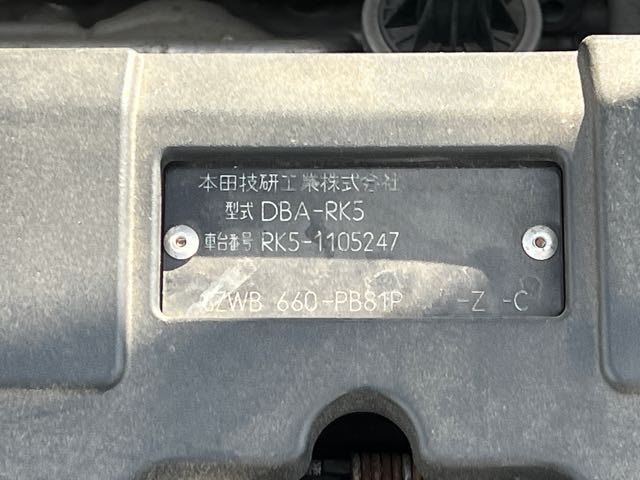 本田技研工業株式会社
型式 DBA-RK5
車台番号 RK5-1105247
ZWB 660-PB81P -Z -C